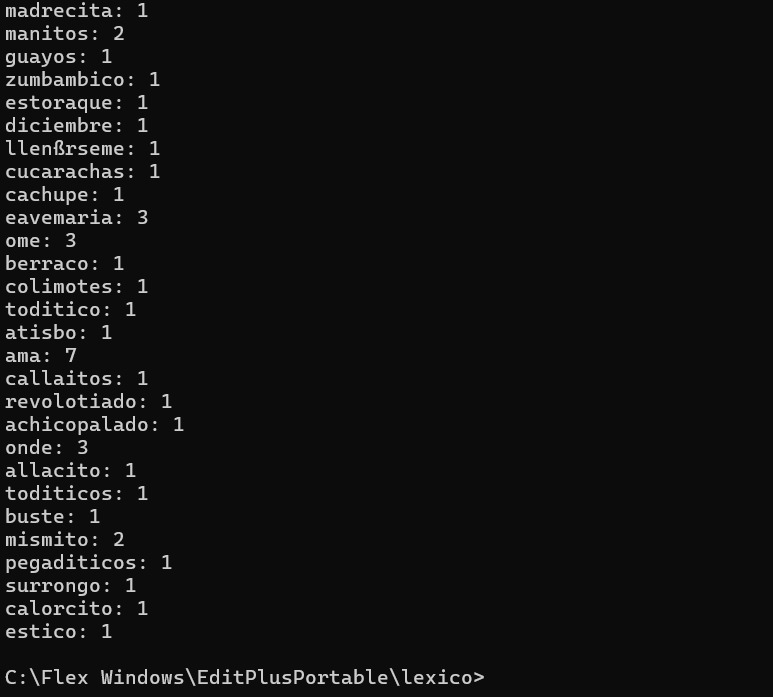 madrecita: 1
manitos: 2
guayos: 1
zumbambico: 1
estoraque: 1
diciembre: 1
llenßrseme: 1
cucarachas: 1
cachupe: 1
eavemaria: 3
ome: 3
berraco: 1
colimotes: 1
toditico: 1
atisbo: 1
ama: 7
callaitos: 1
revolotiado: 1
achicopalado: 1
onde: 3
allacito: 1
toditicos: 1
buste: 1
mismito: 2
pegaditicos: 1
surrongo: 1
calorcito: 1
estico: 1
C:\Flex Windows\EditPlusPortable\lexico>